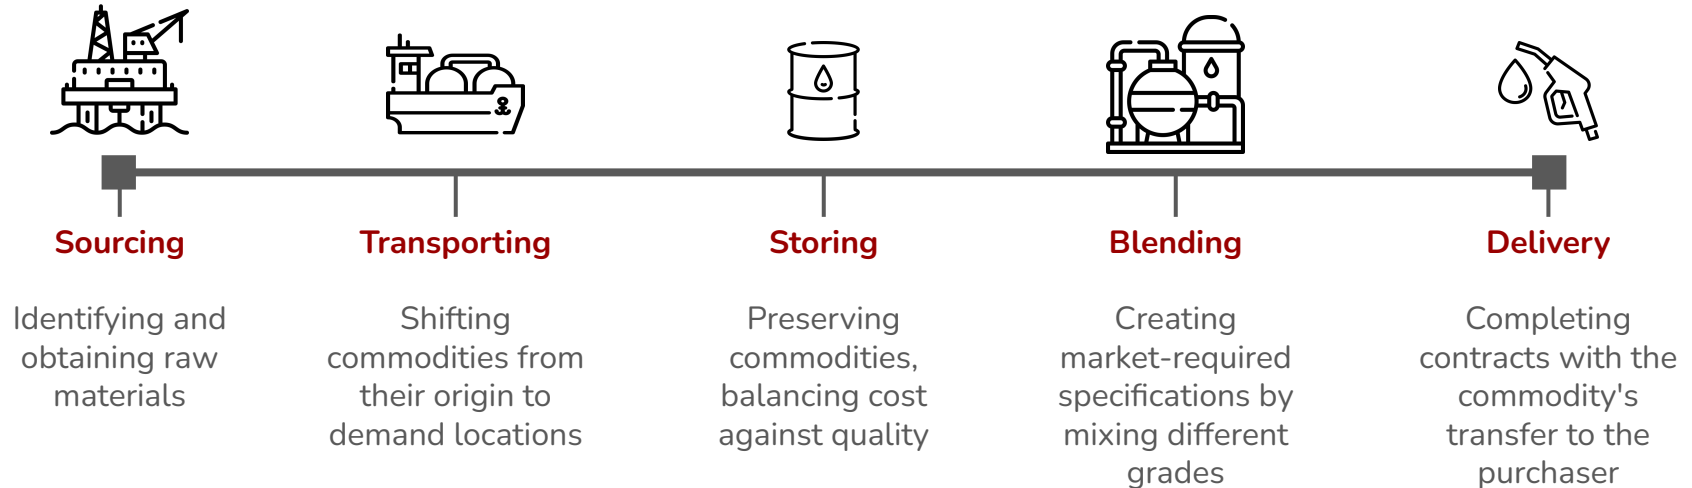 Sourcing
Identifying and
obtaining raw
materials
Transporting
Shifting
commodities from
their origin to
demand locations
Storing
Preserving
commodities,
balancing cost
against quality
Blending
Creating
market-required
specifications by
mixing different
grades
Delivery
Completing
contracts with the
commodity's
transfer to the
purchaser